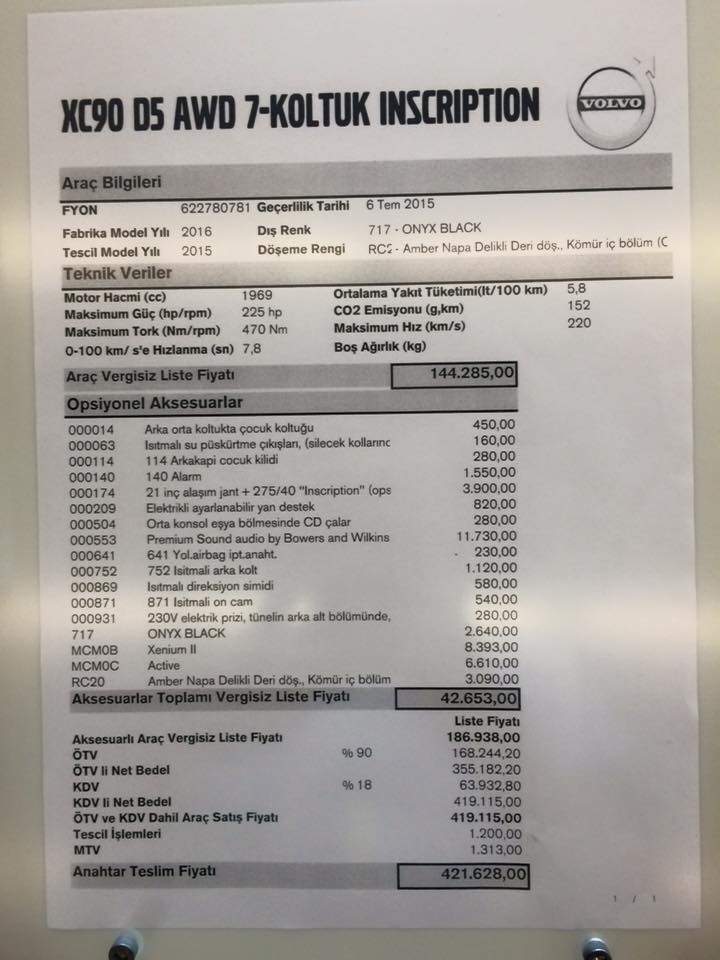 XC90 D5 AWD 7-KOLTUK INSCRIPTION
VOLVO
Araç Bilgileri
FYON 622780781 Geçerlilik Tarihi 6 Tem 2015
Fabrika Model Yılı 2016 Dış Renk 717 - ONYX BLACK
Tescil Model Yılı 2015 Döşeme Rengi RC2 - Amber Napa Delikli Deri döş., Kömür iç bölüm (C
Teknik Veriler
Motor Hacmi (cc) 1969 Ortalama Yakıt Tüketimi(lt/100 km) 5,8
Maksimum Güç (hp/rpm) 225 hp CO2 Emisyonu (g,km) 152
Maksimum Tork (Nm/rpm) 470 Nm Maksimum Hız (km/s) 220
0-100 km/ s'e Hızlanma (sn) 7,8 Boş Ağırlık (kg)
Araç Vergisiz Liste Fiyatı 144.285,00
Opsiyonel Aksesuarlar
000014 Arka orta koltukta çocuk koltuğu 450,00
000063 Isıtmalı su püskürtme çıkışları, (silecek kollarınc 160,00
000114 114 Arkakapi cocuk kilidi 280,00
000140 140 Alarm 1.550,00
000174 21 inç alaşım jant + 275/40 "Inscription" (ops 3.900,00
000209 Elektrikli ayarlanabilir yan destek 820,00
000504 Orta konsol eşya bölmesinde CD çalar 280,00
000553 Premium Sound audio by Bowers and Wilkins 11.730,00
000641 641 Yol.airbag ipt.anaht. - 230,00
000752 752 Isitmali arka kolt 1.120,00
000869 Isıtmalı direksiyon simidi 580,00
000871 871 Isitmali on cam 540,00
000931 230V elektrik prizi, tünelin arka alt bölümünde, 280,00
717 ONYX BLACK 2.640,00
MCM0B Xenium II 8.393,00
MCM0C Active 6.610,00
RC20 Amber Napa Delikli Deri döş., Kömür iç bölüm 3.090,00
Aksesuarlar Toplamı Vergisiz Liste Fiyatı 42.653,00
Liste Fiyatı
Aksesuarlı Araç Vergisiz Liste Fiyatı 186.938,00
ÖTV % 90 168.244,20
ÖTV li Net Bedel 355.182,20
KDV % 18 63.932,80
KDV li Net Bedel 419.115,00
ÖTV ve KDV Dahil Araç Satış Fiyatı 419.115,00
Tescil İşlemleri 1.200,00
MTV 1.313,00
Anahtar Teslim Fiyatı 421.628,00
1 / 1